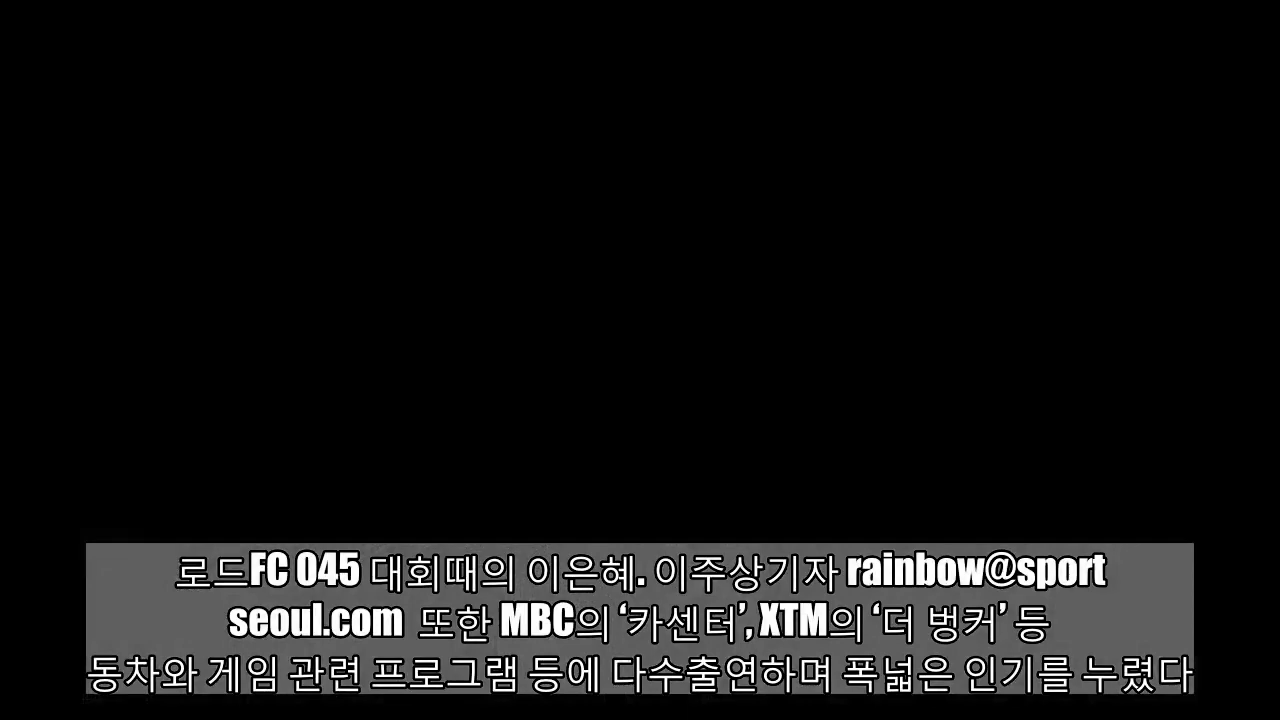 로드FC 045 대회때의 이은혜. 이주상기자 rainbow@sport
seoul.com 또한 MBC의 ‘카센터’, XTM의 ‘더 벙커’ 등
동차와 게임 관련 프로그램 등에 다수출연하며 폭넓은 인기를 누렸다